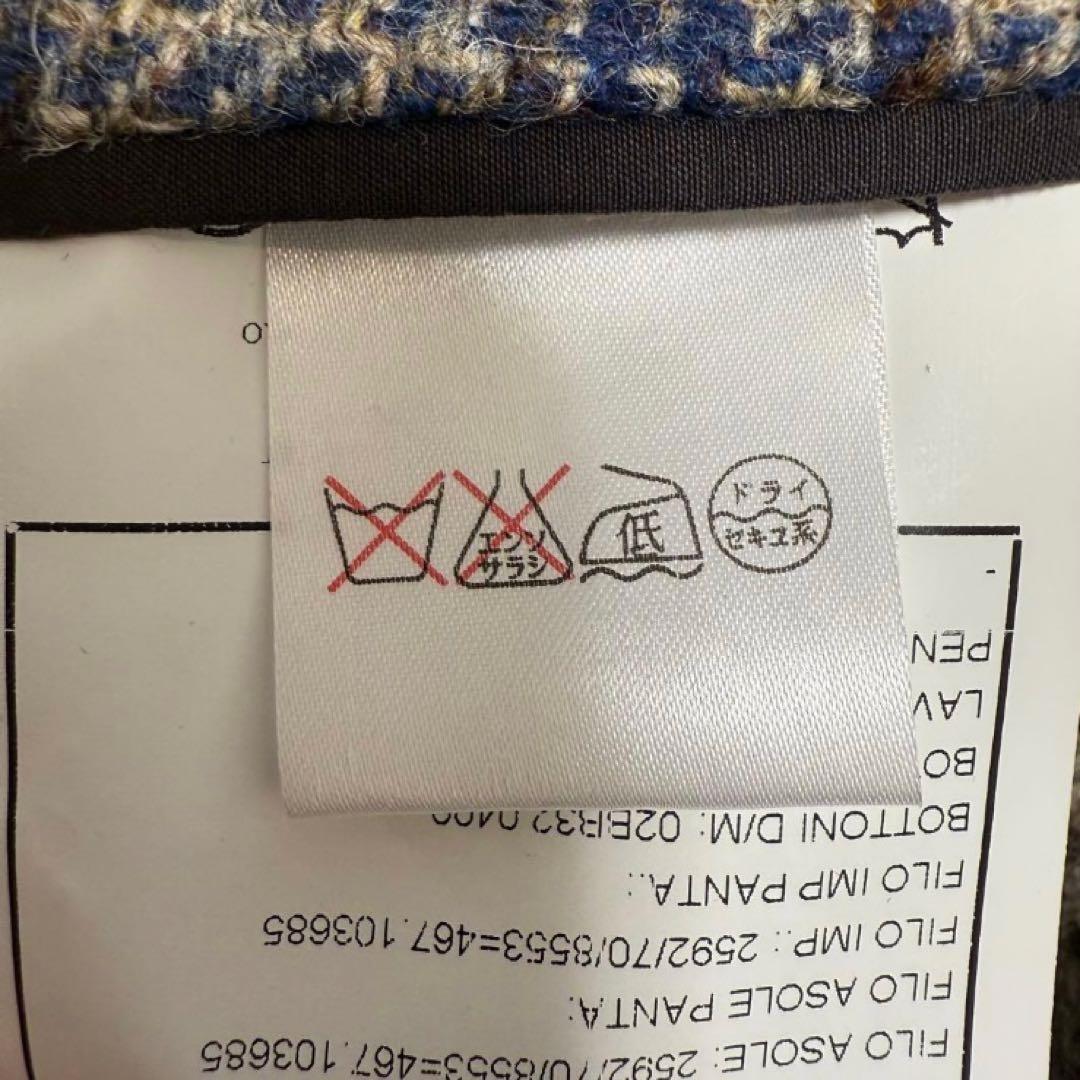 エンソ
サラシ
低
ドライ
セキユ系
FILO ASOLE: 2592/70/8553=467.103685
FILO ASOLE PANTA:
FILO IMP.: 2592/70/8553=467.103685
FILO IMP PANTA.:
BOTTONI D/M:
BO
LAV
PEN